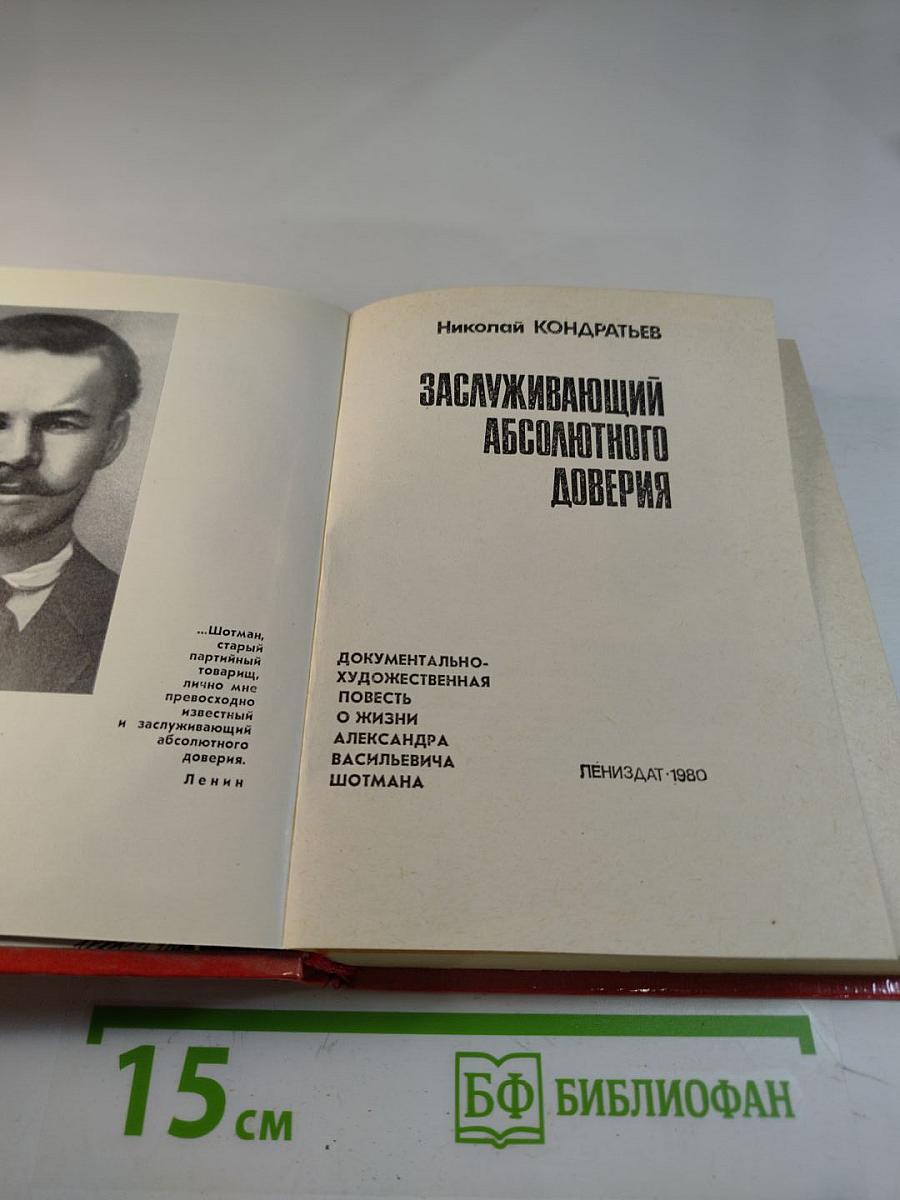 ...Шотман,
старый
партийный
товарищ,
лично мне
превосходно
известный
и заслуживающий
абсолютного
доверия.
Ленин
Николай КОНДРАТЬЕВ
ЗАСЛУЖИВАЮЩИЙ
АБСОЛЮТНОГО
ДОВЕРИЯ
ДОКУМЕНТАЛЬНО-
ХУДОЖЕСТВЕННАЯ
ПОВЕСТЬ
О ЖИЗНИ
АЛЕКСАНДРА
ВАСИЛЬЕВИЧА
ШОТМАНА
ЛЕНИЗДАТ·1980
15 см
БФ БИБЛИОФАН